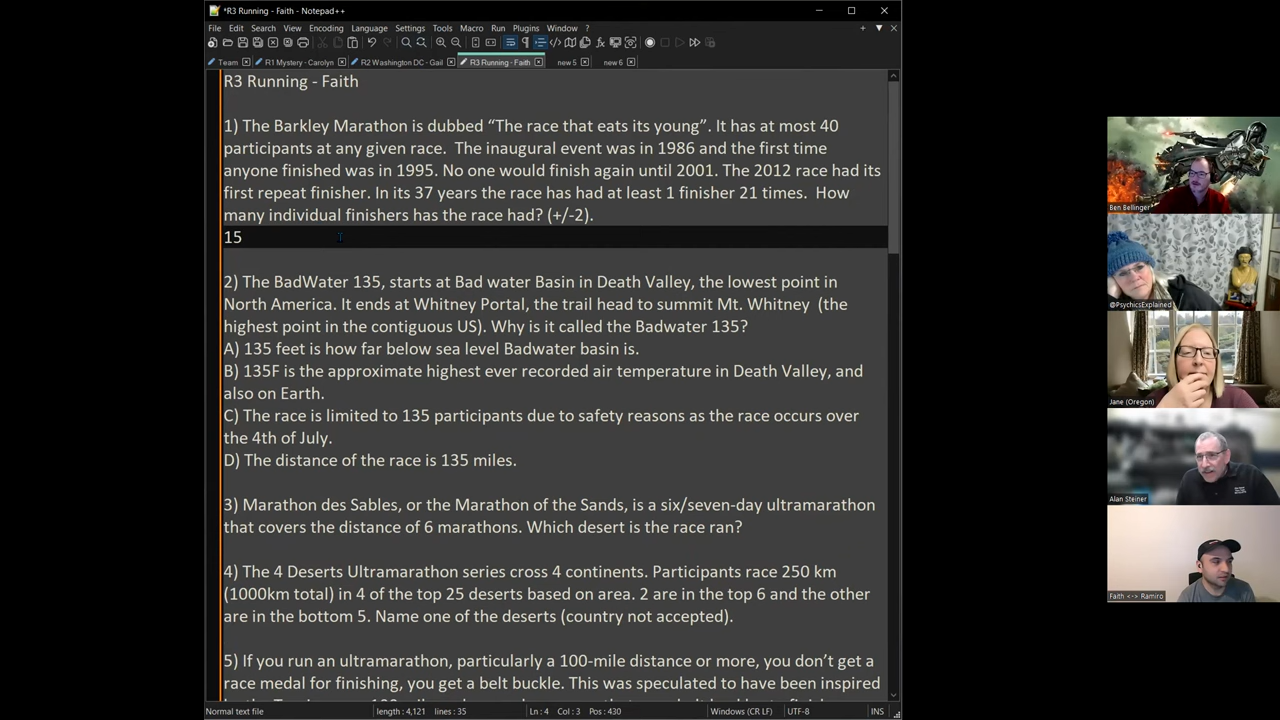 *R3 Running - Faith - Notepad++
File Edit Search View Encoding Language Settings Tools Macro Run Plugins Window ?
Team R1 Mystery - Carolyn R2 Washington DC - Gail R3 Running - Faith new 5 new 6
R3 Running - Faith
1) The Barkley Marathon is dubbed “The race that eats its young”. It has at most 40
participants at any given race.  The inaugural event was in 1986 and the first time
anyone finished was in 1995. No one would finish again until 2001. The 2012 race had its
first repeat finisher. In its 37 years the race has had at least 1 finisher 21 times.  How
many individual finishers has the race had? (+/-2).
15
2) The BadWater 135, starts at Bad water Basin in Death Valley, the lowest point in
North America. It ends at Whitney Portal, the trail head to summit Mt. Whitney  (the
highest point in the contiguous US). Why is it called the Badwater 135?
A) 135 feet is how far below sea level Badwater basin is.
B) 135F is the approximate highest ever recorded air temperature in Death Valley, and
also on Earth.
C) The race is limited to 135 participants due to safety reasons as the race occurs over
the 4th of July.
D) The distance of the race is 135 miles.
3) Marathon des Sables, or the Marathon of the Sands, is a six/seven-day ultramarathon
that covers the distance of 6 marathons. Which desert is the race ran?
4) The 4 Deserts Ultramarathon series cross 4 continents. Participants race 250 km
(1000km total) in 4 of the top 25 deserts based on area. 2 are in the top 6 and the other
are in the bottom 5. Name one of the deserts (country not accepted).
5) If you run an ultramarathon, particularly a 100-mile distance or more, you don’t get a
race medal for finishing, you get a belt buckle. This was speculated to have been inspired
Normal text file length : 4,121 lines : 35 Ln : 4 Col : 3 Pos : 430 Windows (CR LF) UTF-8 INS
Ben Bellinger
@PsychicsExplained
Jane (Oregon)
Alan Steiner
Faith <-> Ramiro